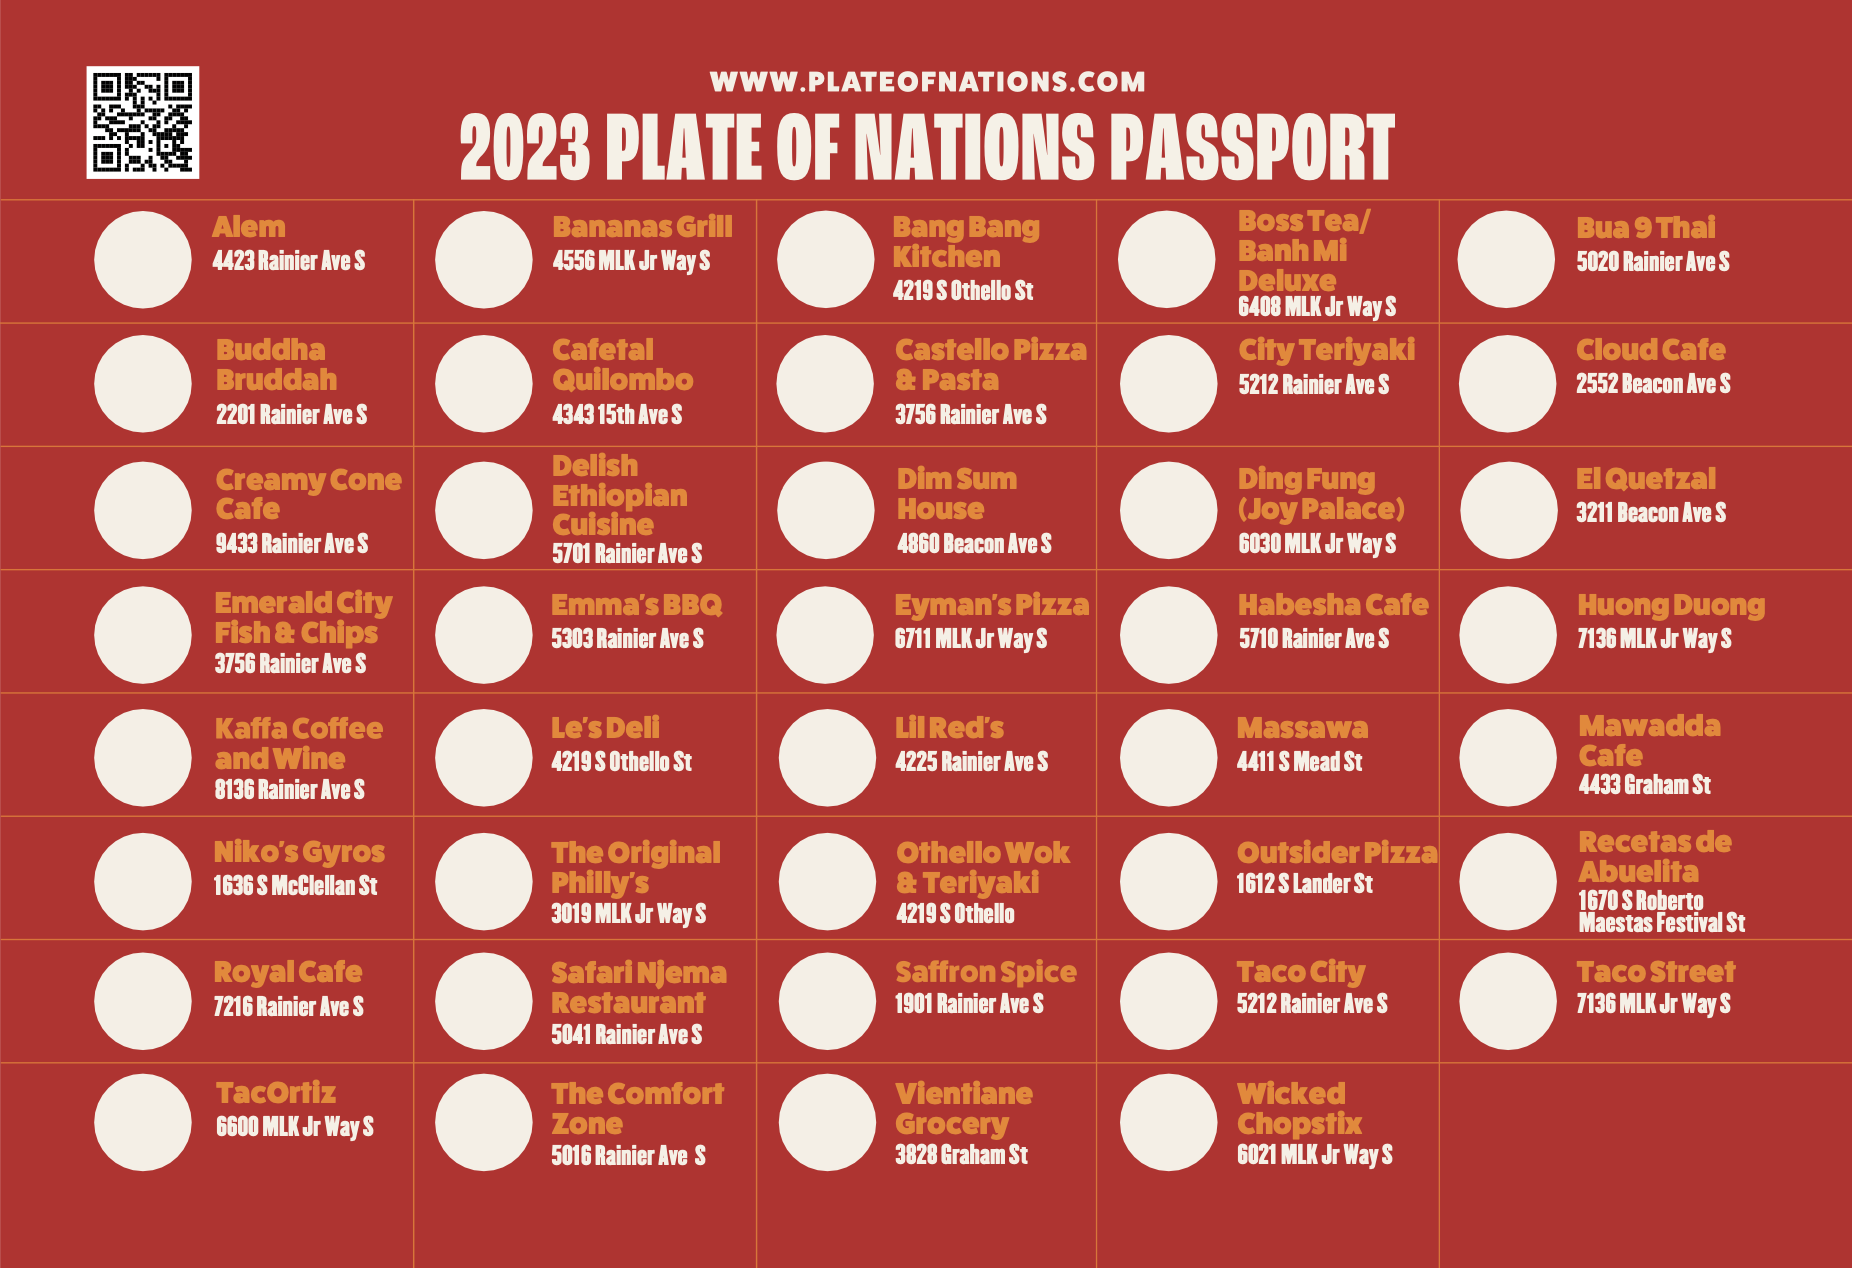 WWW.PLATEOFNATIONS.COM
2023 PLATE OF NATIONS PASSPORT
Alem
4423 Rainier Ave S
Bananas Grill
4556 MLK Jr Way S
Bang Bang
Kitchen
4219 S Othello St
Boss Tea/
Banh Mi
Deluxe
6408 MLK Jr Way S
Bua 9 Thai
5020 Rainier Ave S
Buddha
Bruddah
2201 Rainier Ave S
Cafetal
Quilombo
4343 15th Ave S
Castello Pizza
& Pasta
3756 Rainier Ave S
City Teriyaki
5212 Rainier Ave S
Cloud Cafe
2552 Beacon Ave S
Creamy Cone
Cafe
9433 Rainier Ave S
Delish
Ethiopian
Cuisine
5701 Rainier Ave S
Dim Sum
House
4860 Beacon Ave S
Ding Fung
(Joy Palace)
6030 MLK Jr Way S
El Quetzal
3211 Beacon Ave S
Emerald City
Fish & Chips
3756 Rainier Ave S
Emma's BBQ
5303 Rainier Ave S
Eyman's Pizza
6711 MLK Jr Way S
Habesha Cafe
5710 Rainier Ave S
Huong Duong
7136 MLK Jr Way S
Kaffa Coffee
and Wine
8136 Rainier Ave S
Le's Deli
4219 S Othello St
Lil Red's
4225 Rainier Ave S
Massawa
4411 S Mead St
Mawadda
Cafe
4433 Graham St
Niko's Gyros
1636 S McClellan St
The Original
Philly's
3019 MLK Jr Way S
Othello Wok
& Teriyaki
4219 S Othello
Outsider Pizza
1612 S Lander St
Recetas de
Abuelita
1670 S Roberto
Maestas Festival St
Royal Cafe
7216 Rainier Ave S
Safari Njema
Restaurant
5041 Rainier Ave S
Saffron Spice
1901 Rainier Ave S
Taco City
5212 Rainier Ave S
Taco Street
7136 MLK Jr Way S
TacOrtiz
6600 MLK Jr Way S
The Comfort
Zone
5016 Rainier Ave S
Vientiane
Grocery
3828 Graham St
Wicked
Chopstix
6021 MLK Jr Way S